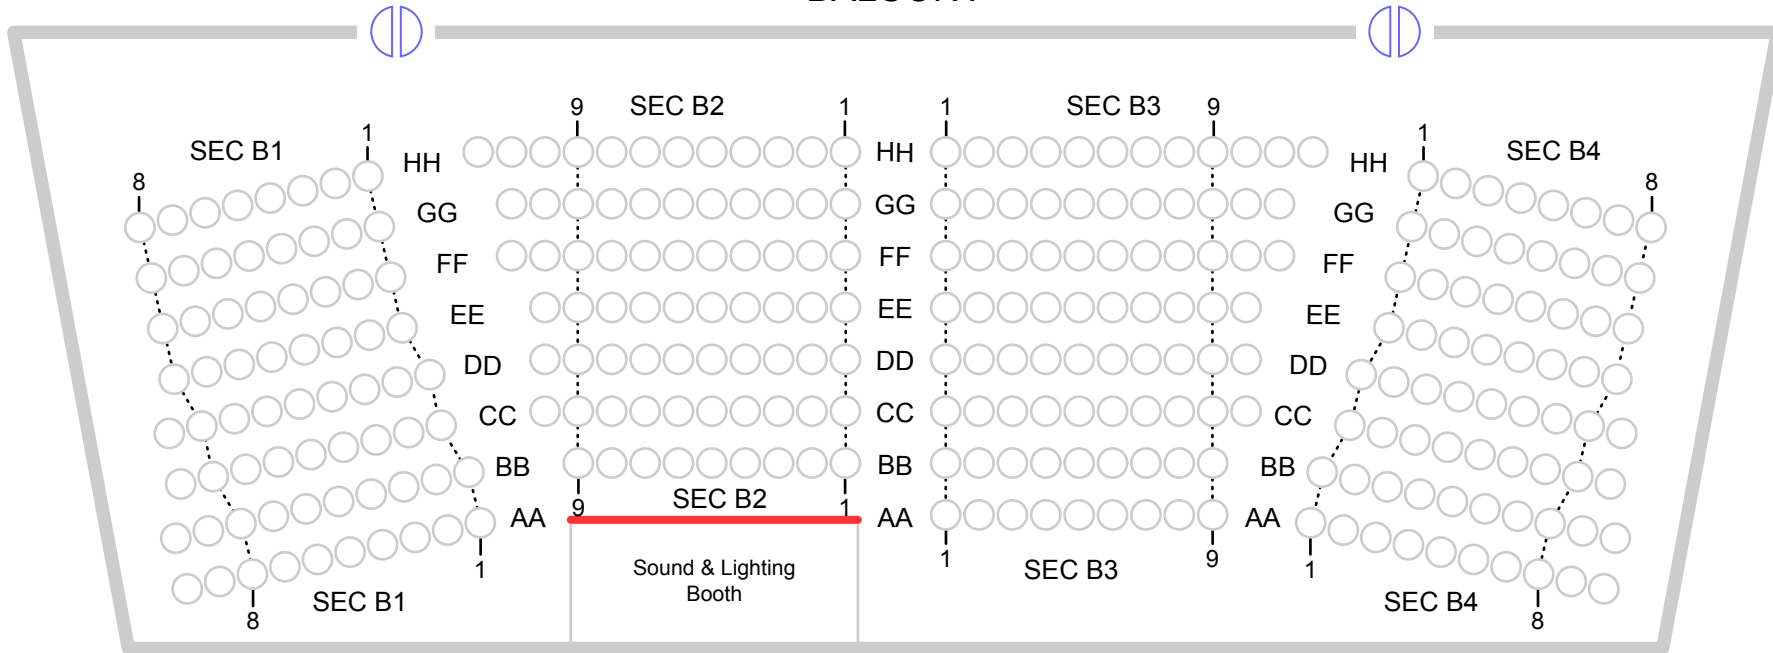 9 SEC B2 1 1 SEC B3 9
SEC B1 1 1 SEC B4
8 8
HH HH HH
GG GG GG
FF FF FF
EE EE EE
DD DD DD
CC CC CC
BB BB BB
9 SEC B2 1
AA AA AA
1 1 SEC B3 9 1
SEC B1 SEC B4
8 8
Sound & Lighting
Booth